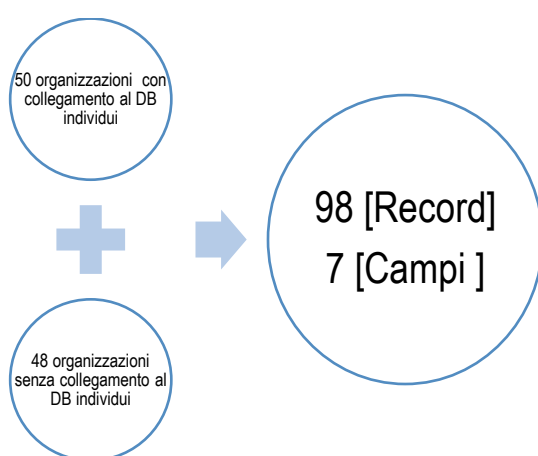 50 organizzazioni con
collegamento al DB
individui
98 [Record]
7 [Campi ]
48 organizzazioni
senza collegamento al
DB individui